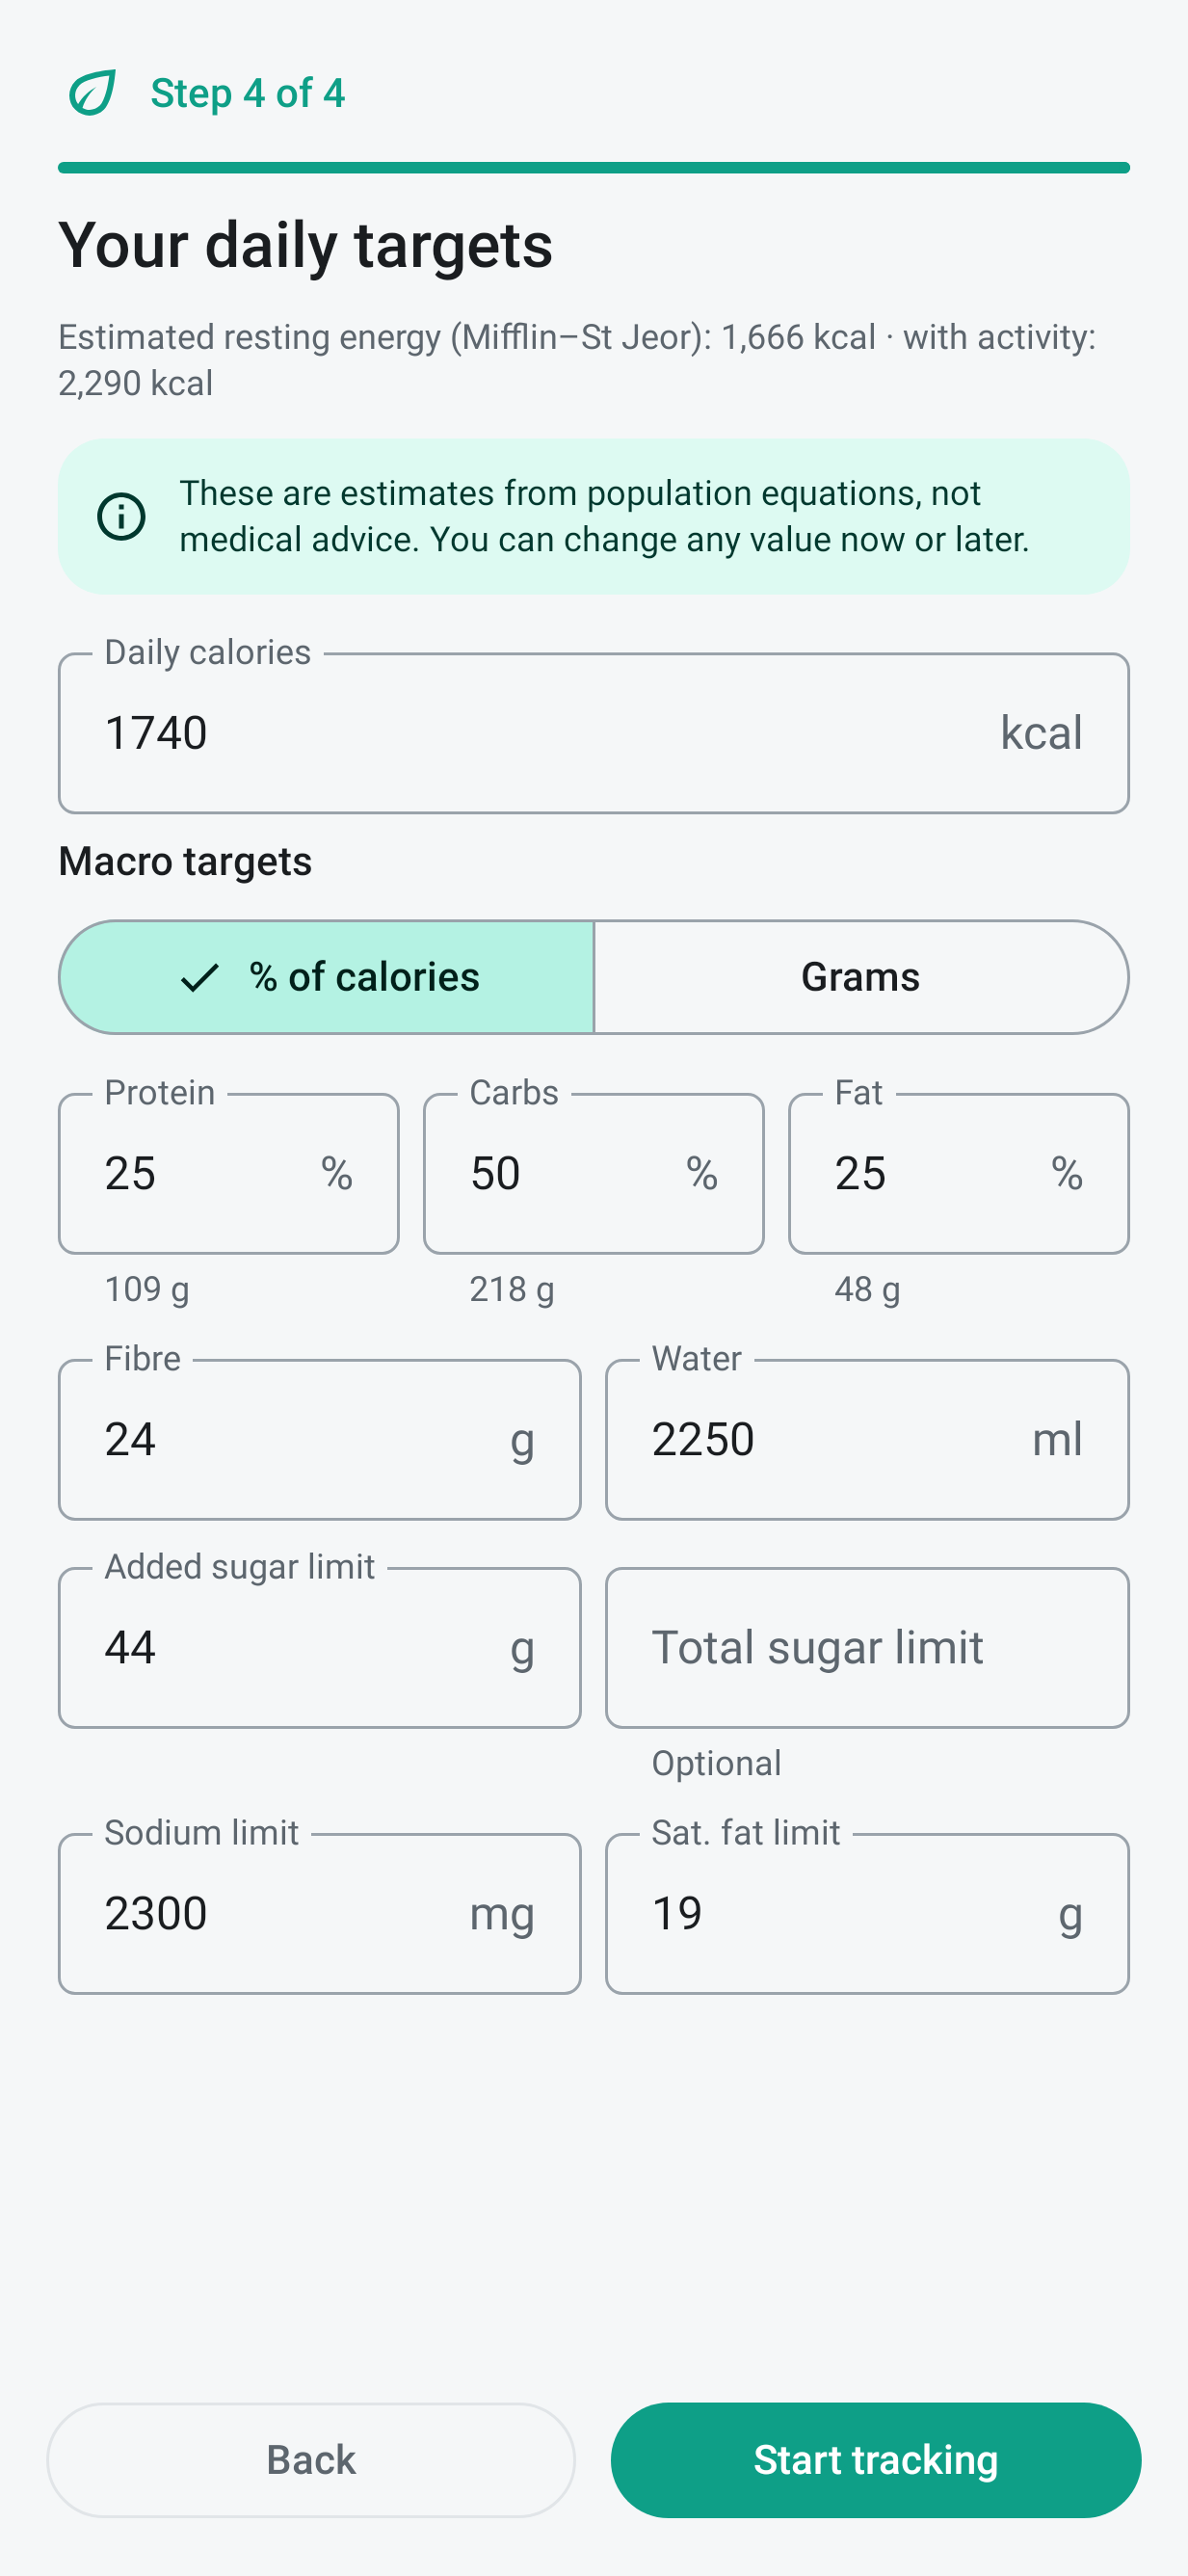 Step 4 of 4
Your daily targets
Estimated resting energy (Mifflin–St Jeor): 1,666 kcal · with activity:
2,290 kcal
These are estimates from population equations, not
medical advice. You can change any value now or later.
Daily calories
1740 kcal
Macro targets
% of calories Grams
Protein Carbs Fat
25 % 50 % 25 %
109 g 218 g 48 g
Fibre Water
24 g 2250 ml
Added sugar limit
44 g Total sugar limit
Optional
Sodium limit Sat. fat limit
2300 mg 19 g
Back Start tracking